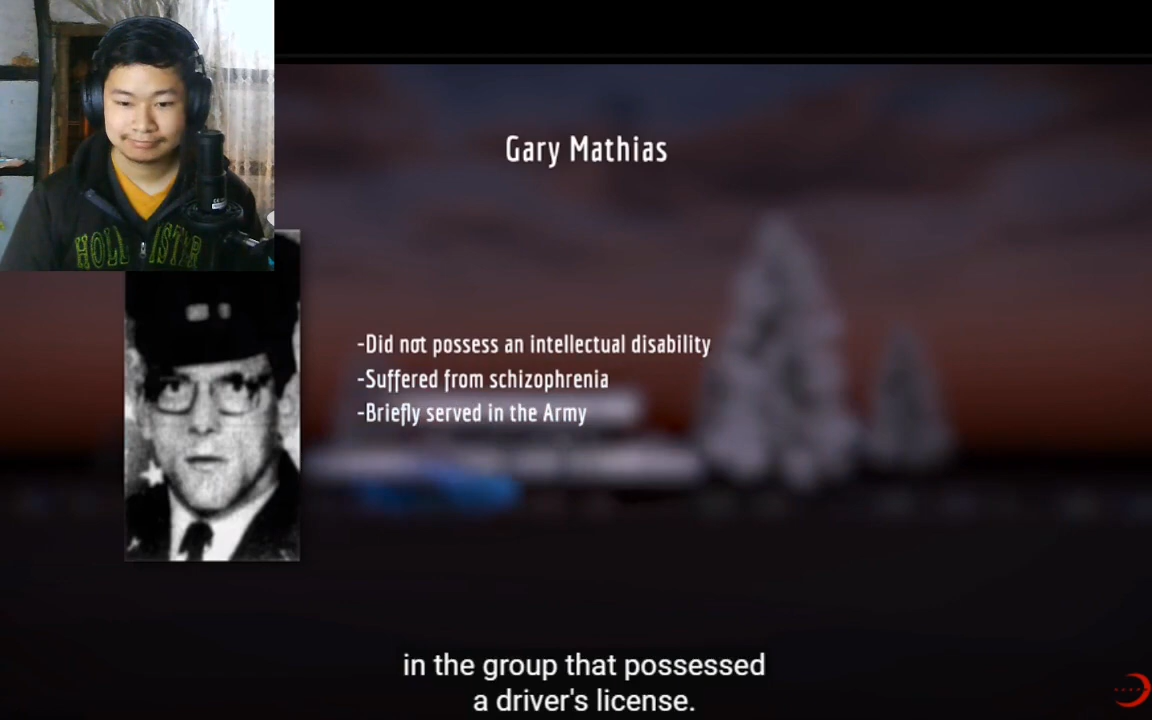 Gary Mathias
HOLLISTER
-Did not possess an intellectual disability
-Suffered from schizophrenia
-Briefly served in the Army
in the group that possessed
a driver's license.